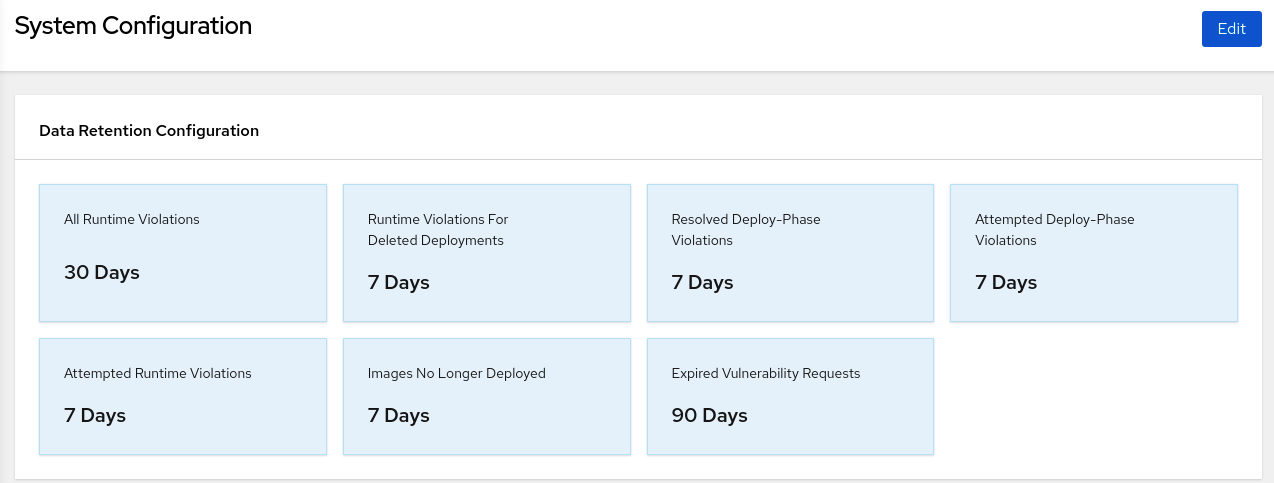 System Configuration
Edit
Data Retention Configuration
All Runtime Violations
30 Days
Runtime Violations For
Deleted Deployments
7 Days
Resolved Deploy-Phase
Violations
7 Days
Attempted Deploy-Phase
Violations
7 Days
Attempted Runtime Violations
7 Days
Images No Longer Deployed
7 Days
Expired Vulnerability Requests
90 Days